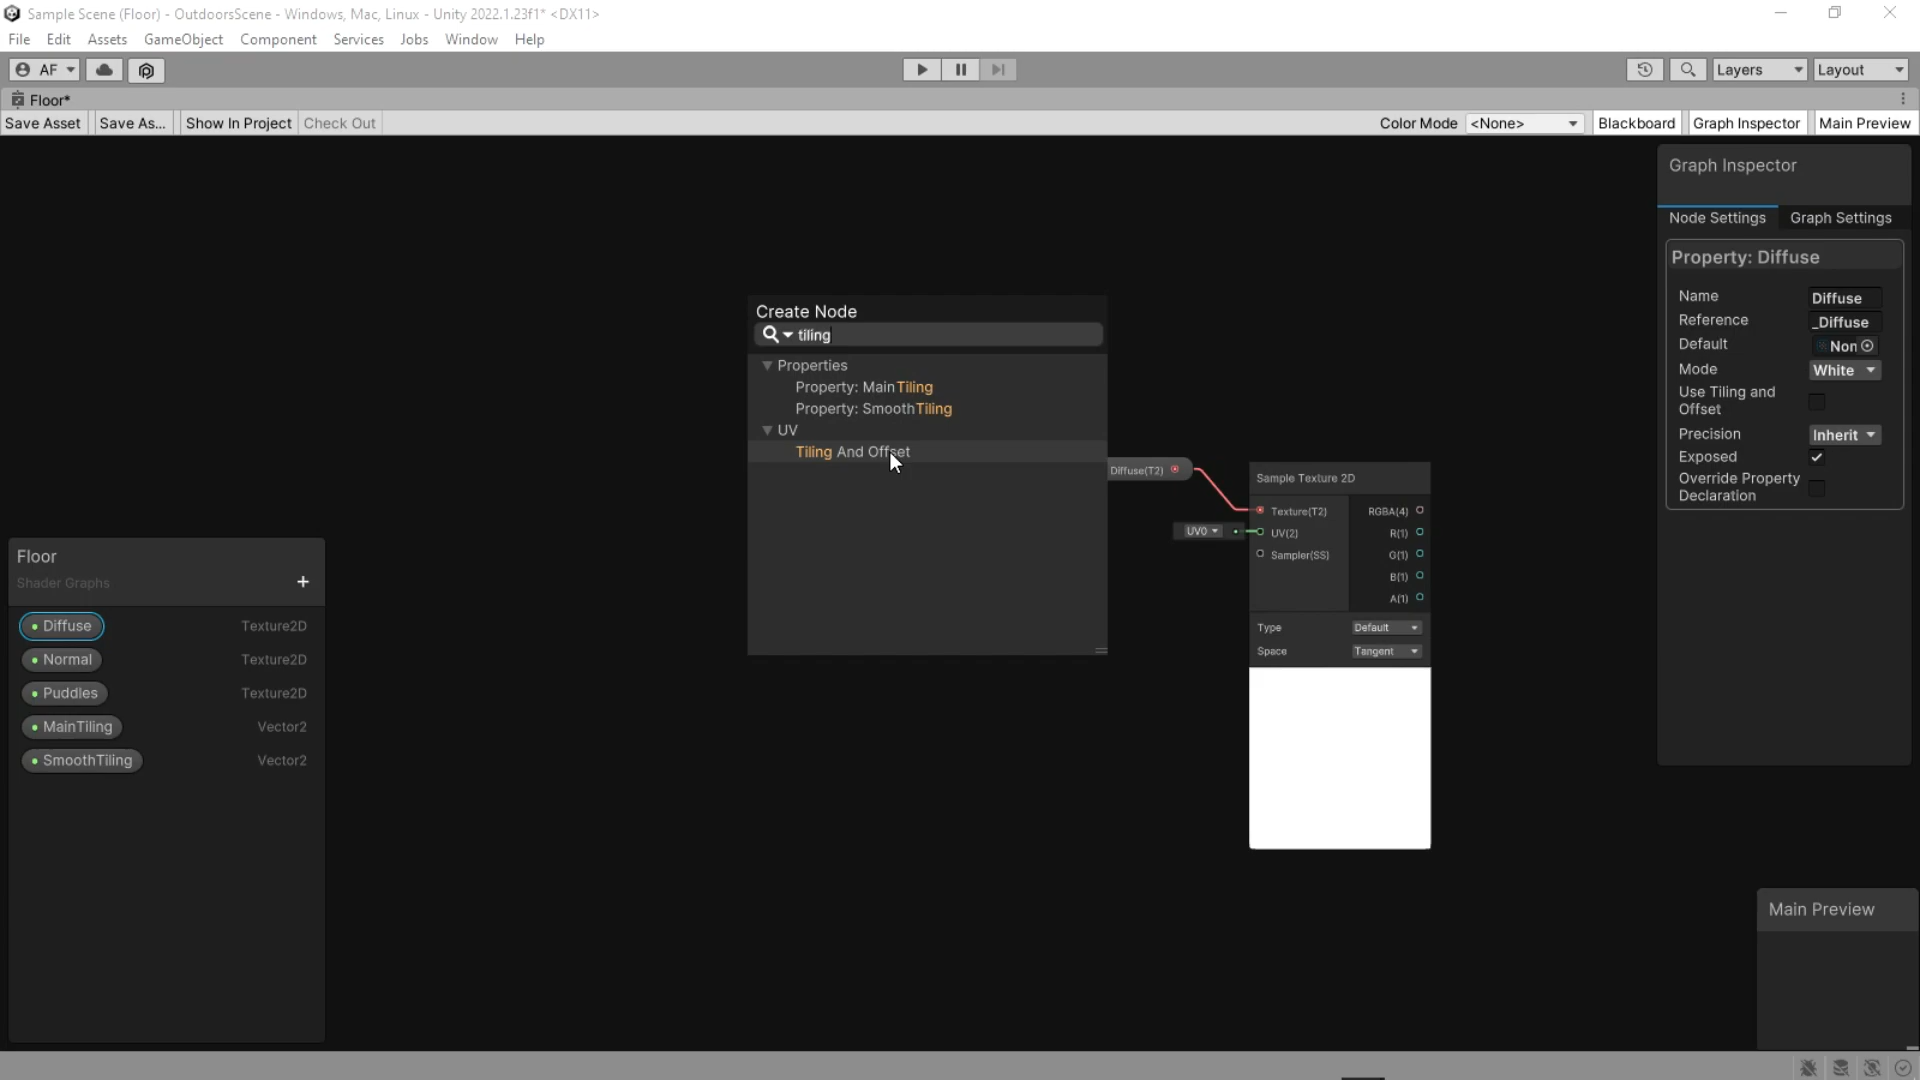 Sample Scene (Floor) - OutdoorsScene - Windows, Mac, Linux - Unity 2022.1.23f1* <DX11>
File Edit Assets GameObject Component Services Jobs Window Help
AF Layers Layout
Floor*
Save Asset Save As... Show In Project Check Out Color Mode <None> Blackboard Graph Inspector Main Preview
Graph Inspector
Node Settings Graph Settings
Property: Diffuse
Name Diffuse
Reference _Diffuse
Default Non
Mode White
Use Tiling and
Offset
Precision Inherit
Exposed
Override Property
Declaration
Create Node
tiling
Properties
Property: MainTiling
Property: SmoothTiling
UV
Tiling And Offset
Diffuse(T2)
UV0
Sample Texture 2D
Texture(T2) RGBA(4)
UV(2) R(1)
Sampler(SS) G(1)
B(1)
A(1)
Type Default
Space Tangent
Floor
Shader Graphs
Diffuse Texture2D
Normal Texture2D
Puddles Texture2D
MainTiling Vector2
SmoothTiling Vector2
Main Preview